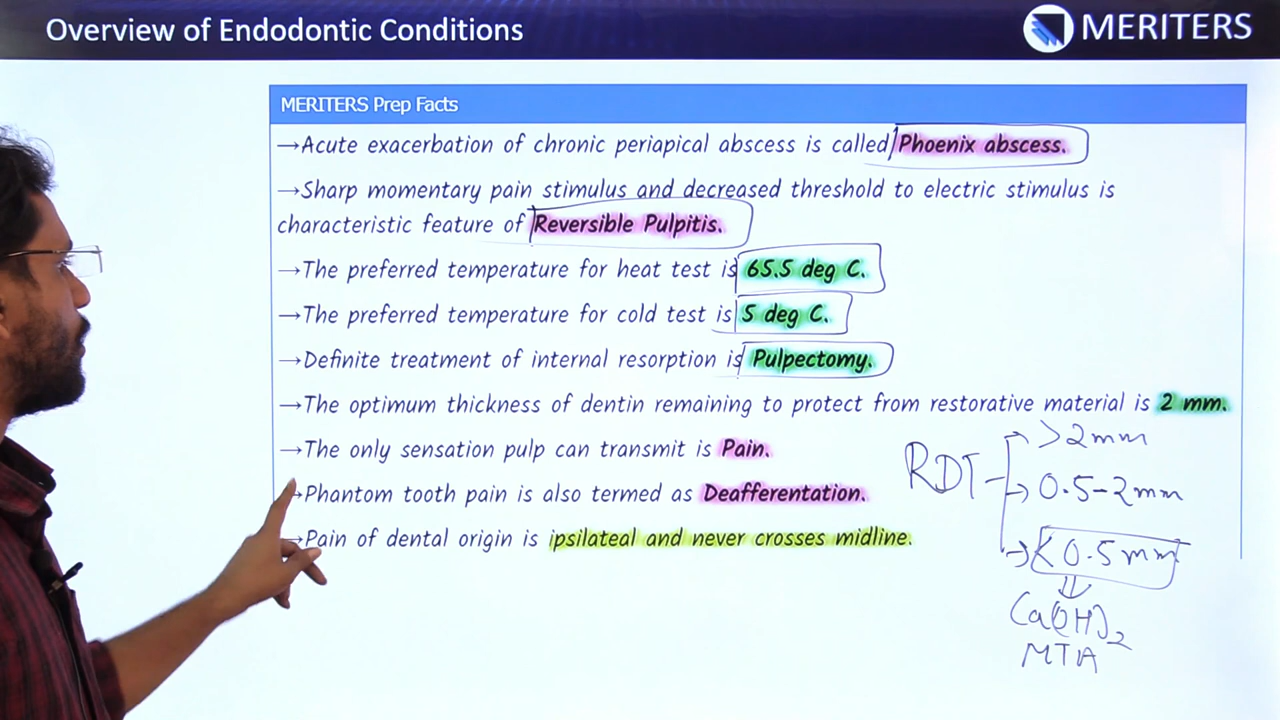 Overview of Endodontic Conditions
MERITERS
MERITERS Prep Facts
→Acute exacerbation of chronic periapical abscess is called Phoenix abscess.
→Sharp momentary pain stimulus and decreased threshold to electric stimulus is
characteristic feature of Reversible Pulpitis.
→The preferred temperature for heat test is 65.5 deg C.
→The preferred temperature for cold test is 5 deg C.
→Definite treatment of internal resorption is Pulpectomy.
→The optimum thickness of dentin remaining to protect from restorative material is 2 mm.
→The only sensation pulp can transmit is Pain.
→Phantom tooth pain is also termed as Deafferentation.
→Pain of dental origin is ipsilateal and never crosses midline.
RDT
→ >2mm
→ 0.5-2mm
→ <0.5mm
⇓
Ca(OH)2
MTA